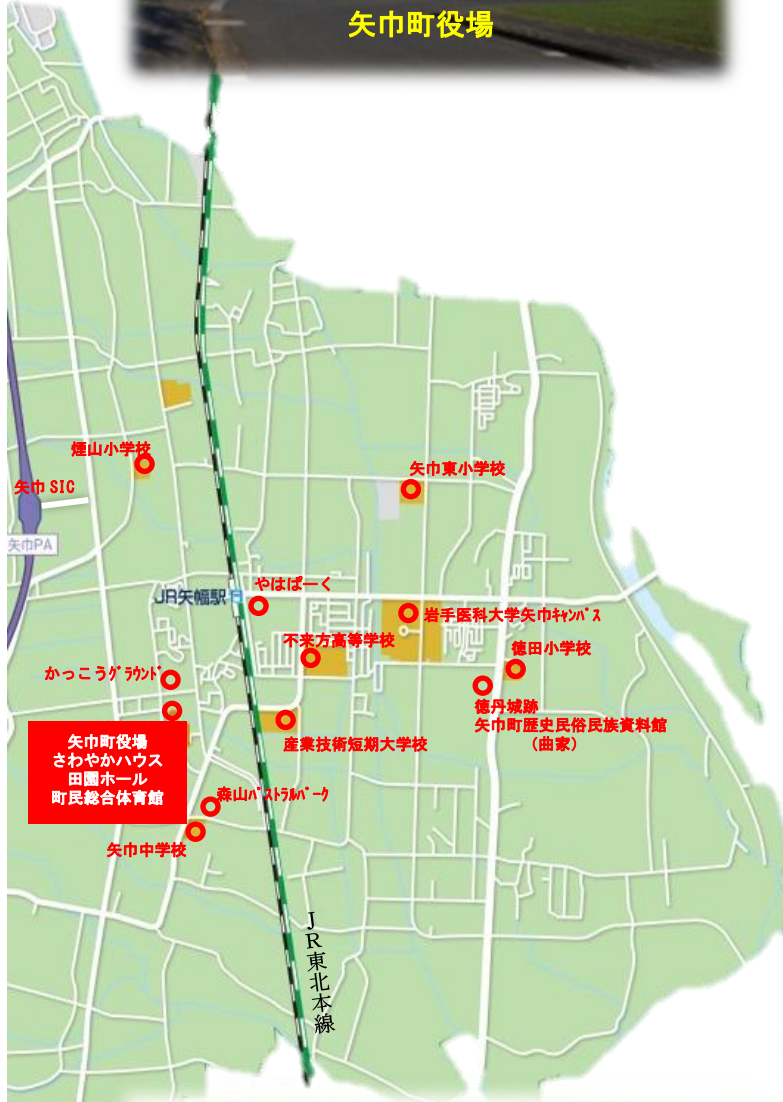 矢巾町役場
煙山小学校
矢巾東小学校
矢巾SIC
矢巾PA
やはぱーく
JR矢幅駅
岩手医科大学矢巾ｷｬﾝﾊﾟｽ
不来方高等学校
徳田小学校
かっこうｸﾞﾗｳﾝﾄﾞ
徳丹城跡
矢巾町歴史民俗民族資料館
（曲家）
産業技術短期大学校
矢巾町役場
さわやかハウス
田園ホール
町民総合体育館
森山ﾊﾟｽﾄﾗﾙﾊﾟｰｸ
矢巾中学校
ＪＲ東北本線